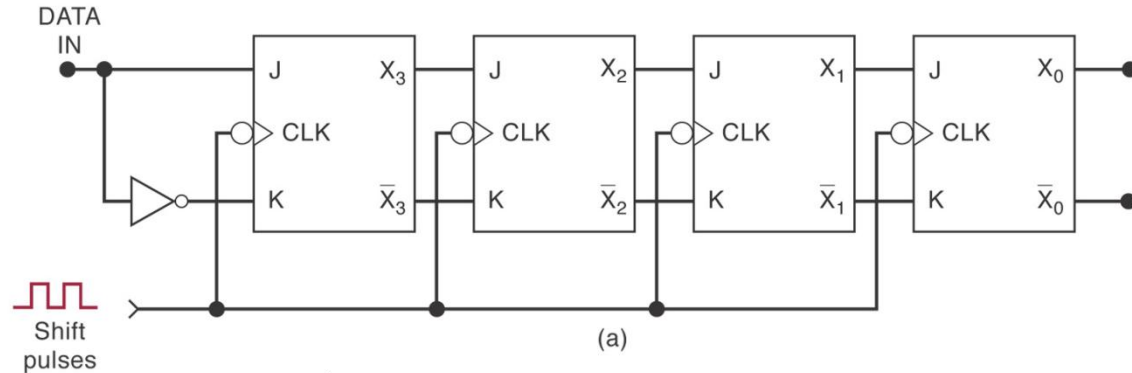 DATA
IN
J
X₃
J
X₂
J
X₁
J
X₀
CLK
CLK
CLK
CLK
K
X̅₃
K
X̅₂
K
X̅₁
K
X̅₀
Shift
pulses
(a)